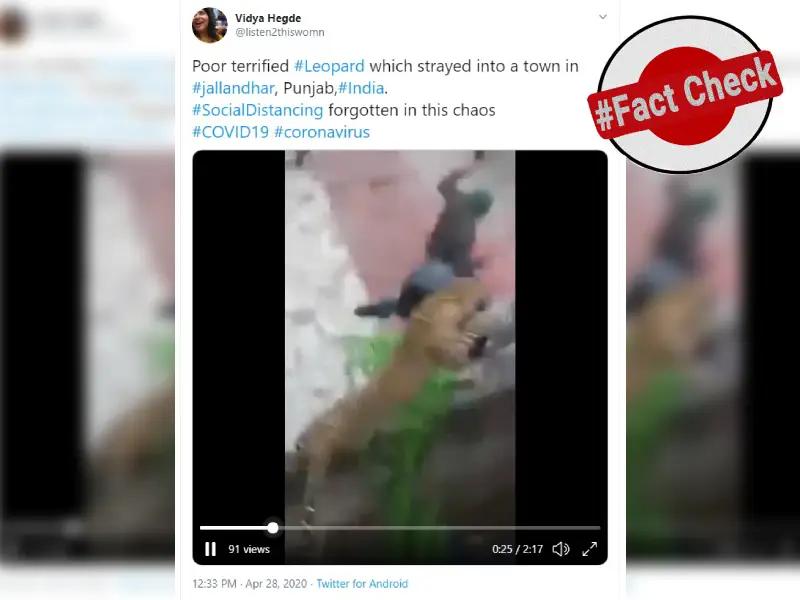 Vidya Hegde
@listen2thiswomn
Poor terrified #Leopard which strayed into a town in
#jallandhar, Punjab,#India.
#SocialDistancing forgotten in this chaos
#COVID19 #coronavirus
#Fact Check
91 views
0:25 / 2:17
12:33 PM · Apr 28, 2020 · Twitter for Android